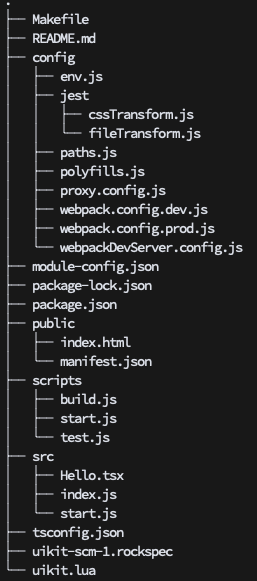 .
├── Makefile
├── README.md
├── config
│   ├── env.js
│   ├── jest
│   │   ├── cssTransform.js
│   │   └── fileTransform.js
│   ├── paths.js
│   ├── polyfills.js
│   ├── proxy.config.js
│   ├── webpack.config.dev.js
│   ├── webpack.config.prod.js
│   └── webpackDevServer.config.js
├── module-config.json
├── package-lock.json
├── package.json
├── public
│   ├── index.html
│   └── manifest.json
├── scripts
│   ├── build.js
│   ├── start.js
│   └── test.js
├── src
│   ├── Hello.tsx
│   ├── index.js
│   └── start.js
├── tsconfig.json
├── uikit-scm-1.rockspec
└── uikit.lua